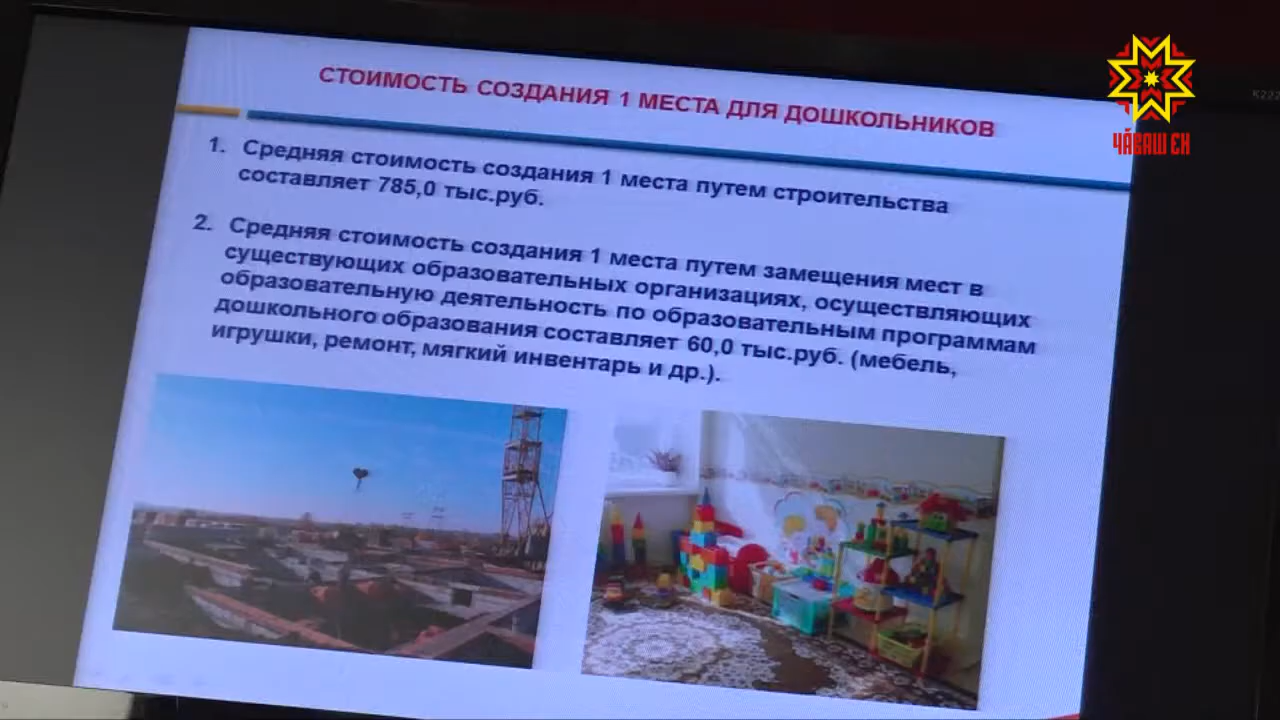 СТОИМОСТЬ СОЗДАНИЯ 1 МЕСТА ДЛЯ ДОШКОЛЬНИКОВ
ЧӐВАШ ЕН
1. Средняя стоимость создания 1 места путем строительства
составляет 785,0 тыс.руб.
2. Средняя стоимость создания 1 места путем замещения мест в
существующих образовательных организациях, осуществляющих
образовательную деятельность по образовательным программам
дошкольного образования составляет 60,0 тыс.руб. (мебель,
игрушки, ремонт, мягкий инвентарь и др.).